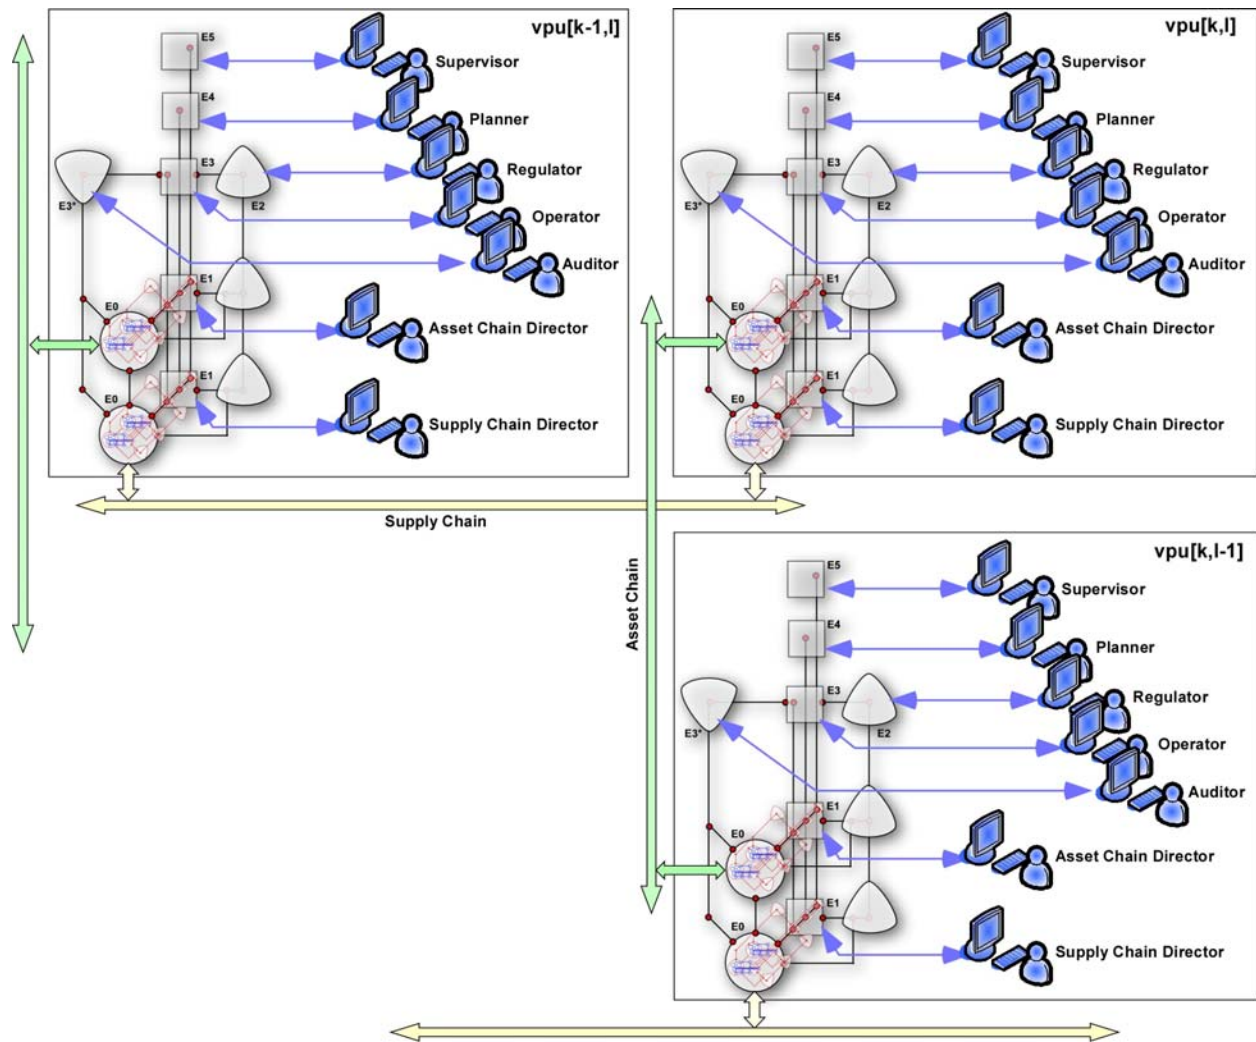 vpu[k-1,l]
E5
Supervisor
E4
Planner
E3
Regulator
E3*
E2
Operator
Auditor
E1
E0
Asset Chain Director
E1
E0
Supply Chain Director
vpu[k,l]
E5
Supervisor
E4
Planner
E3
Regulator
E3*
E2
Operator
Auditor
E1
E0
Asset Chain Director
E1
E0
Supply Chain Director
Supply Chain
Asset Chain
vpu[k,l-1]
E5
Supervisor
E4
Planner
E3
Regulator
E3*
E2
Operator
Auditor
E1
E0
Asset Chain Director
E1
E0
Supply Chain Director